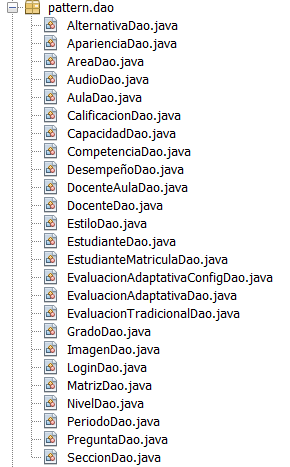 pattern.dao
AlternativaDao.java
AparienciaDao.java
AreaDao.java
AudioDao.java
AulaDao.java
CalificacionDao.java
CapacidadDao.java
CompetenciaDao.java
DesempeñoDao.java
DocenteAulaDao.java
DocenteDao.java
EstiloDao.java
EstudianteDao.java
EstudianteMatriculaDao.java
EvaluacionAdaptativaConfigDao.java
EvaluacionAdaptativaDao.java
EvaluacionTradicionalDao.java
GradoDao.java
ImagenDao.java
LoginDao.java
MatrizDao.java
NivelDao.java
PeriodoDao.java
PreguntaDao.java
SeccionDao.java